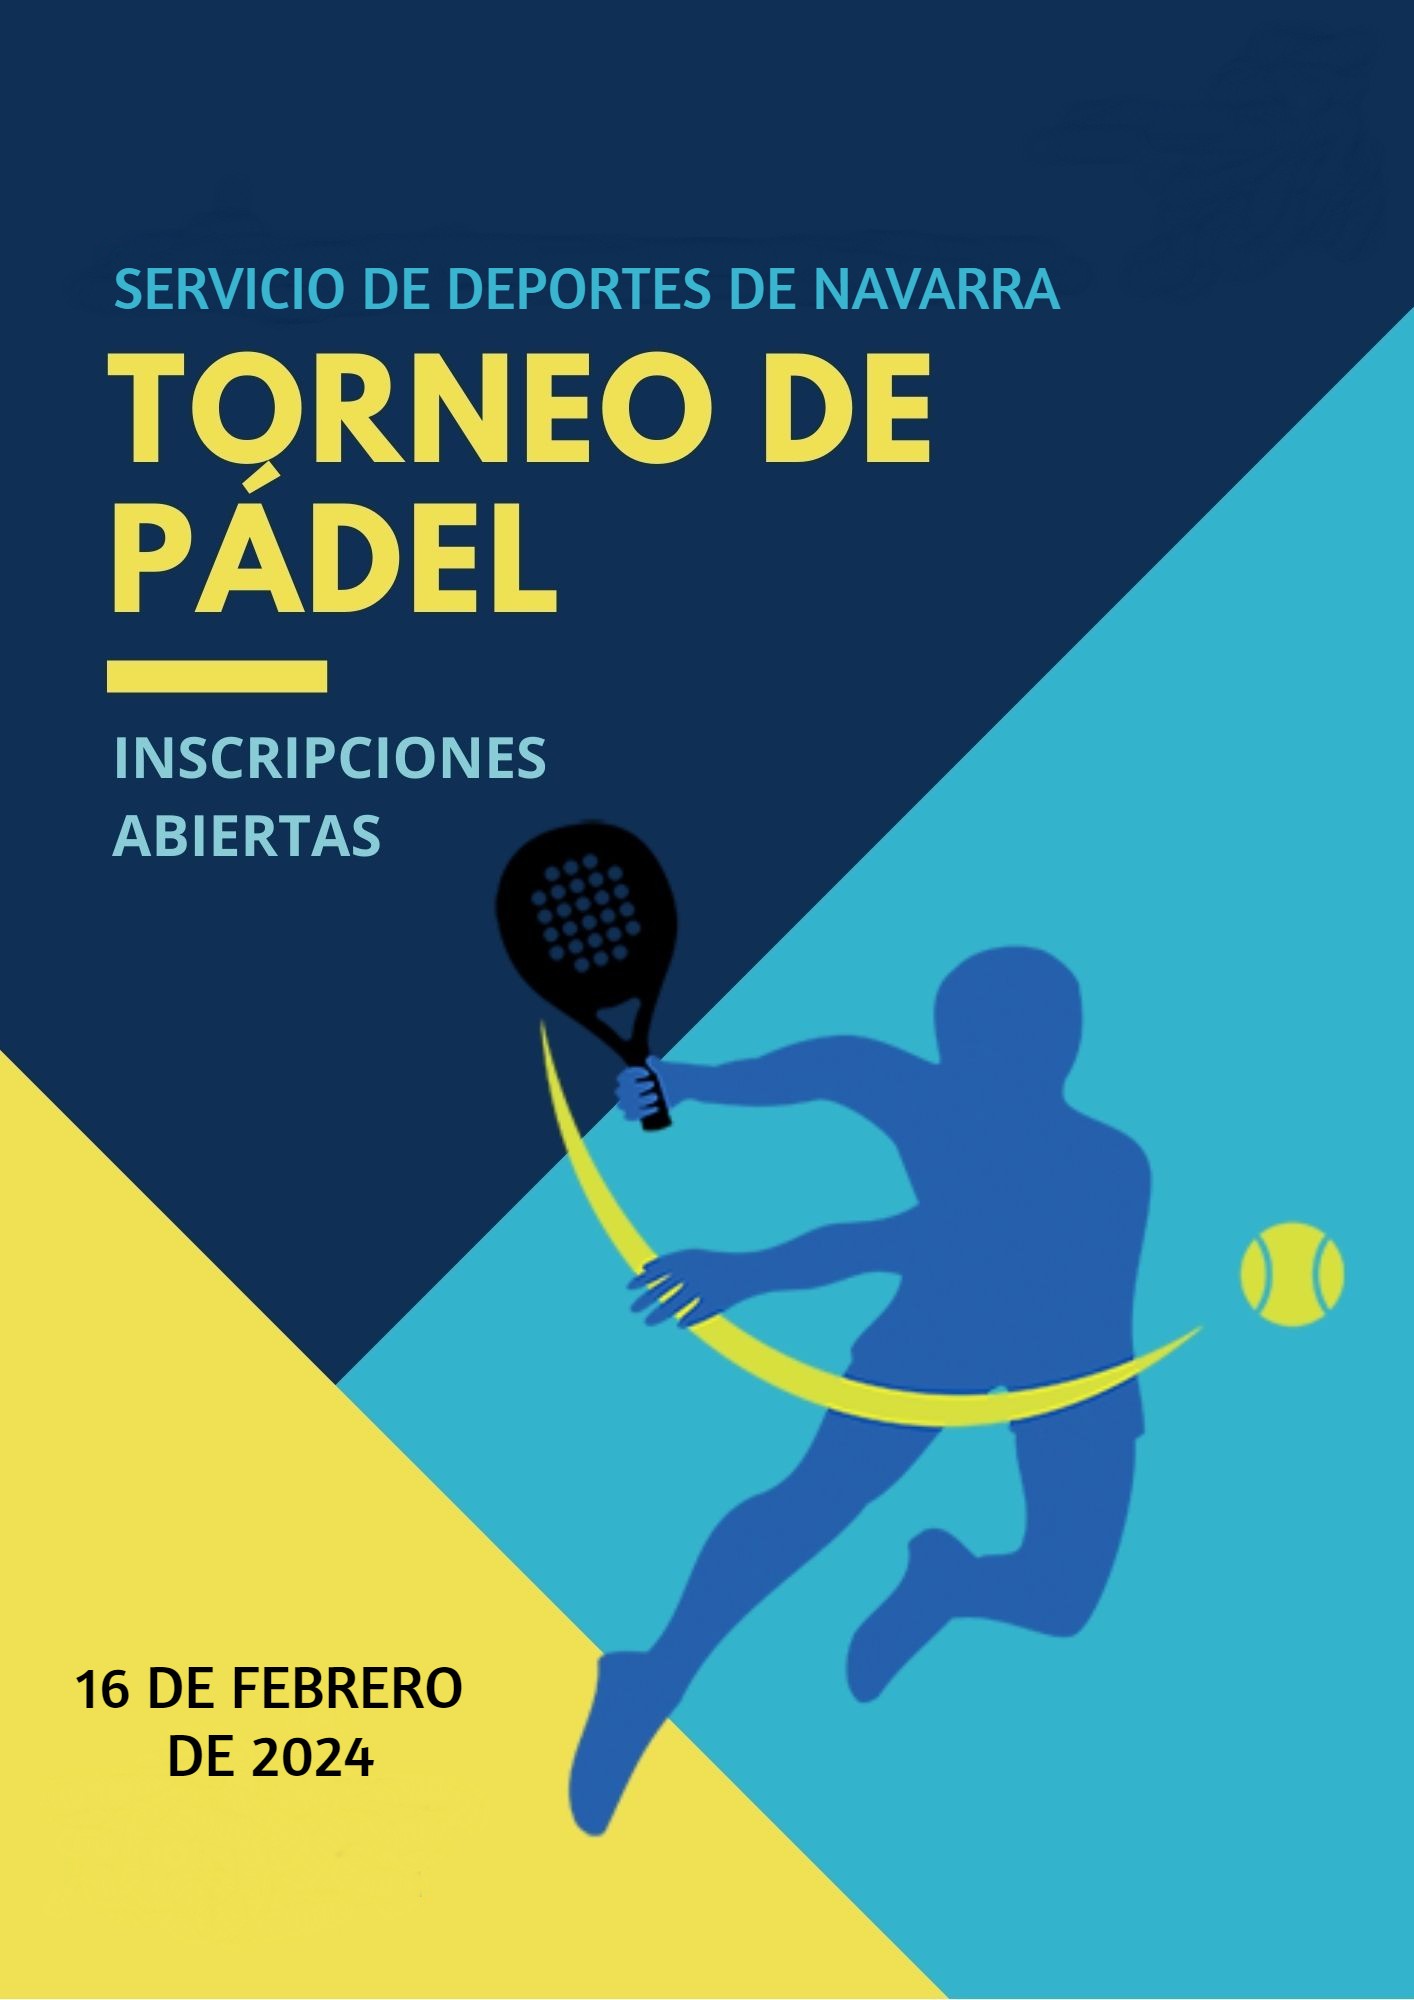 SERVICIO DE DEPORTES DE NAVARRA
TORNEO DE
PÁDEL
INSCRIPCIONES
ABIERTAS
16 DE FEBRERO
DE 2024